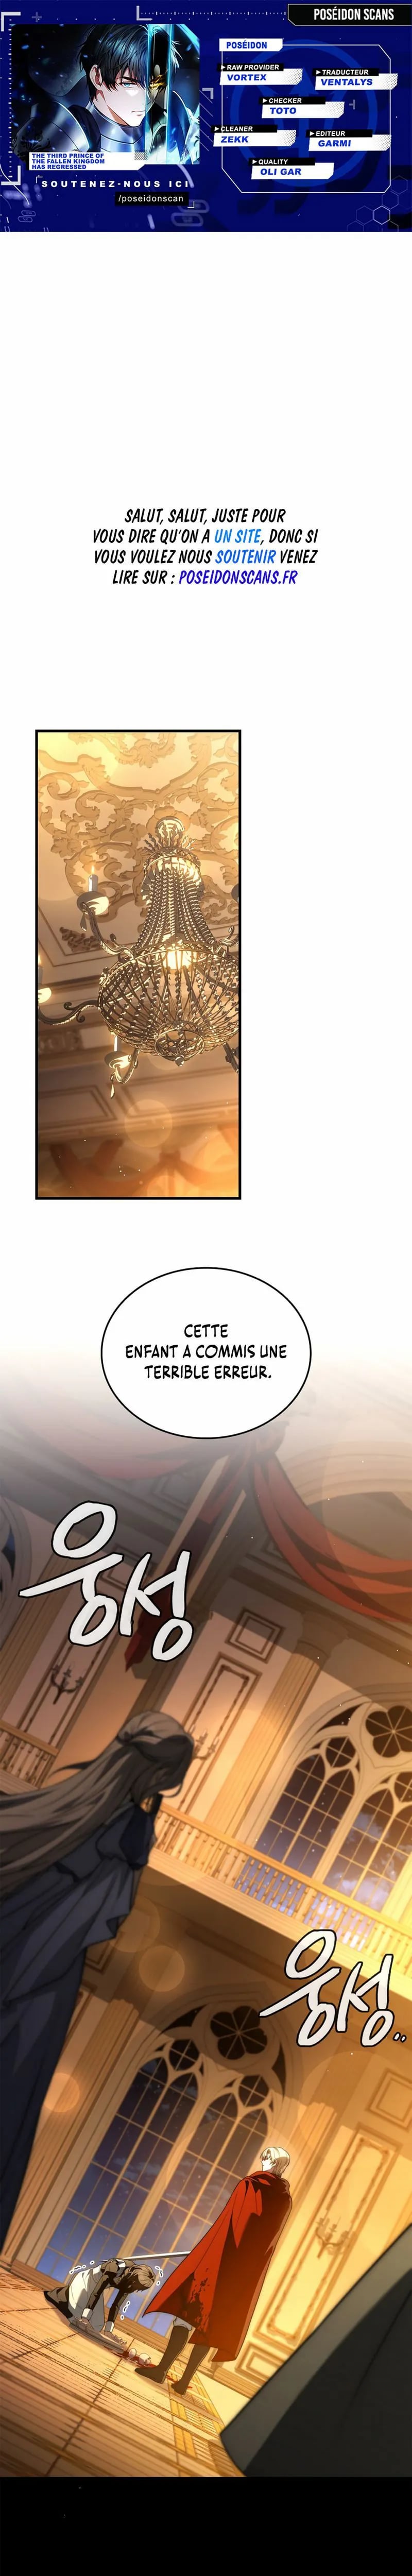 POSÉIDON SCANS
POSÉIDON
►RAW PROVIDER
VORTEX
►TRADUCTEUR
VENTALYS
►CHECKER
TOTO
►CLEANER
ZEKK
►EDITEUR
GARMI
►QUALITY
OLI GAR
THE THIRD PRINCE OF
THE FALLEN KINGDOM
HAS REGRESSED
SOUTENEZ-NOUS ICI
/poseidonscan
SALUT, SALUT, JUSTE POUR
VOUS DIRE QU'ON A UN SITE, DONC SI
VOUS VOULEZ NOUS SOUTENIR VENEZ
LIRE SUR : POSEIDONSCANS.FR
CETTE
ENFANT A COMMIS UNE
TERRIBLE ERREUR.
웅성
웅성..